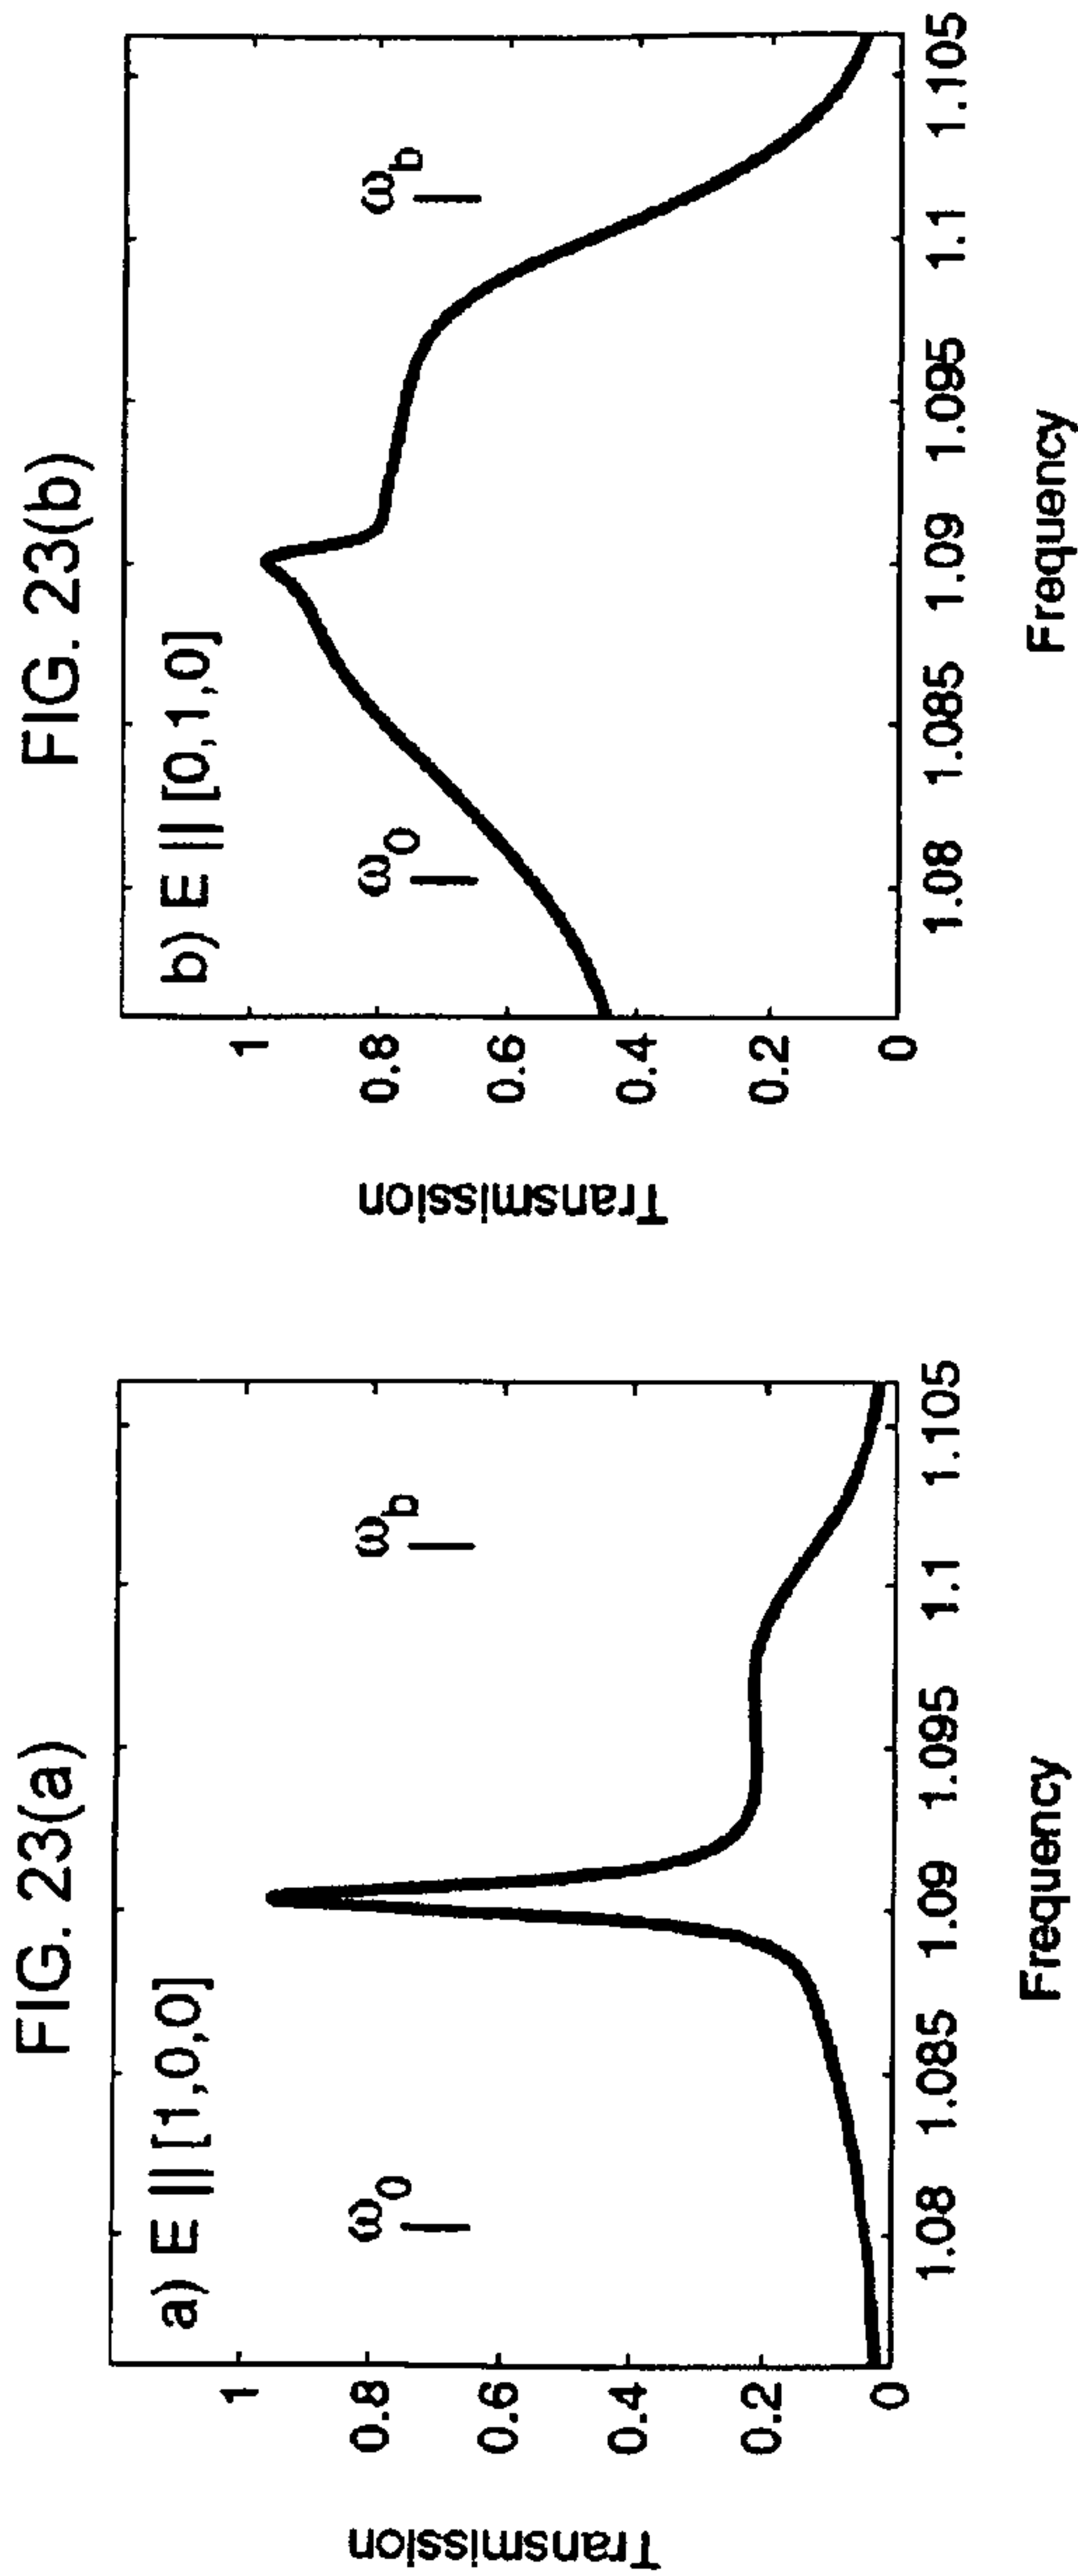 FIG. 23(a)
a) E || [1,0,0]
ω0
ωb
1
0.8
0.6
0.4
0.2
0
Transmission
1.08
1.085
1.09
1.095
1.1
1.105
Frequency
FIG. 23(b)
b) E || [0,1,0]
ω0
ωb
1
0.8
0.6
0.4
0.2
0
Transmission
1.08
1.085
1.09
1.095
1.1
1.105
Frequency